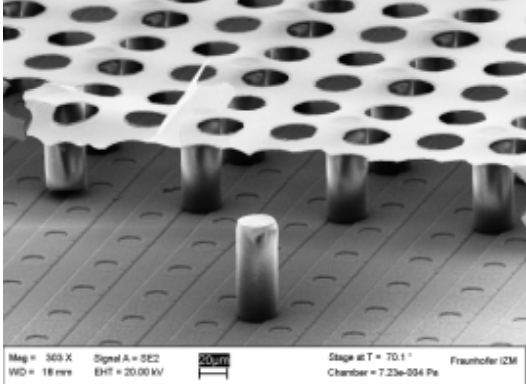 Mag = 303 X Signal A = SE2 20µm Stage at T = 70.1° Fraunhofer IZM
WD = 18 mm EHT = 20.00 kV Chamber = 7.23e-004 Pa